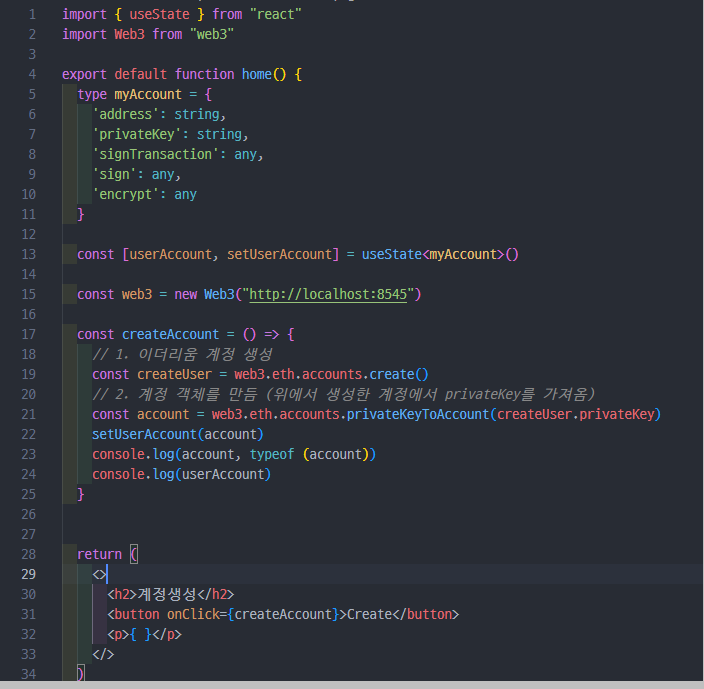 1 import { useState } from "react"
2 import Web3 from "web3"
3
4 export default function home() {
5   type myAccount = {
6     'address': string,
7     'privateKey': string,
8     'signTransaction': any,
9     'sign': any,
10     'encrypt': any
11   }
12
13   const [userAccount, setUserAccount] = useState<myAccount>()
14
15   const web3 = new Web3("http://localhost:8545")
16
17   const createAccount = () => {
18     // 1. 이더리움 계정 생성
19     const createUser = web3.eth.accounts.create()
20     // 2. 계정 객체를 만듬 (위에서 생성한 계정에서 privateKey를 가져옴)
21     const account = web3.eth.accounts.privateKeyToAccount(createUser.privateKey)
22     setUserAccount(account)
23     console.log(account, typeof (account))
24     console.log(userAccount)
25   }
26
27
28   return (
29     <>
30       <h2>계정생성</h2>
31       <button onClick={createAccount}>Create</button>
32       <p>{ }</p>
33     </>
34   )